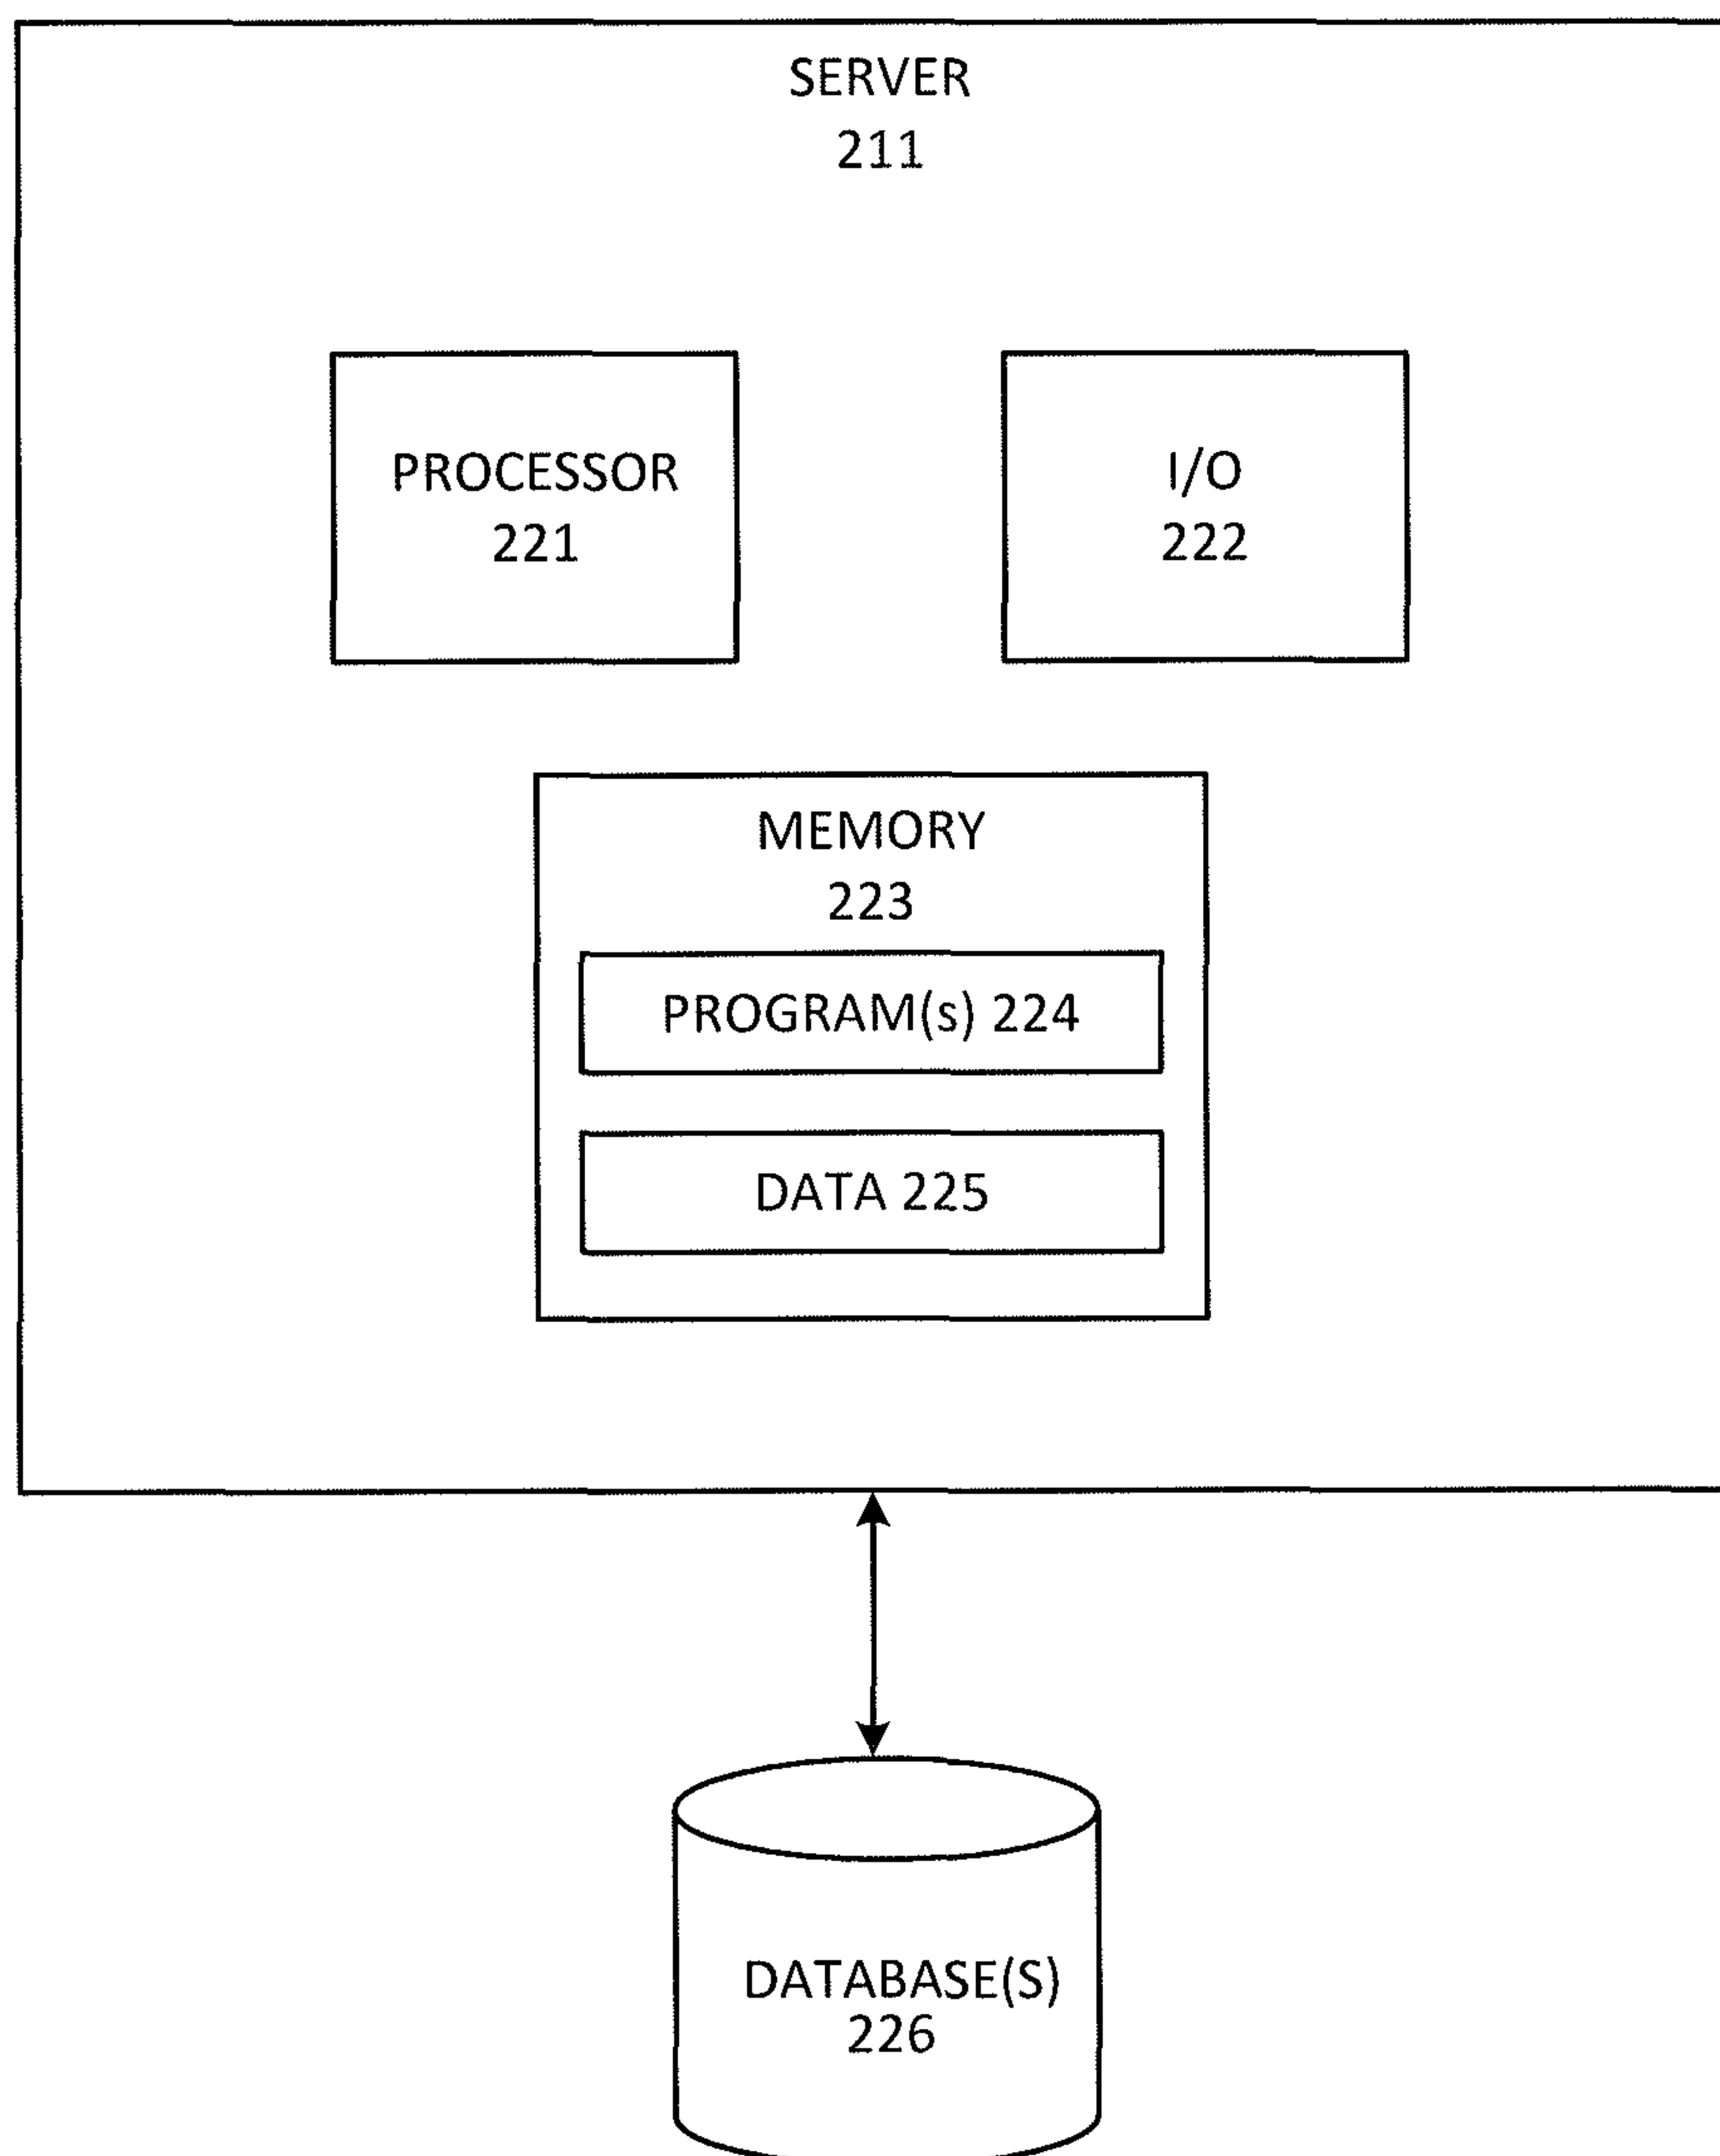 SERVER
211
PROCESSOR
221
I/O
222
MEMORY
223
PROGRAM(s) 224
DATA 225
DATABASE(S)
226